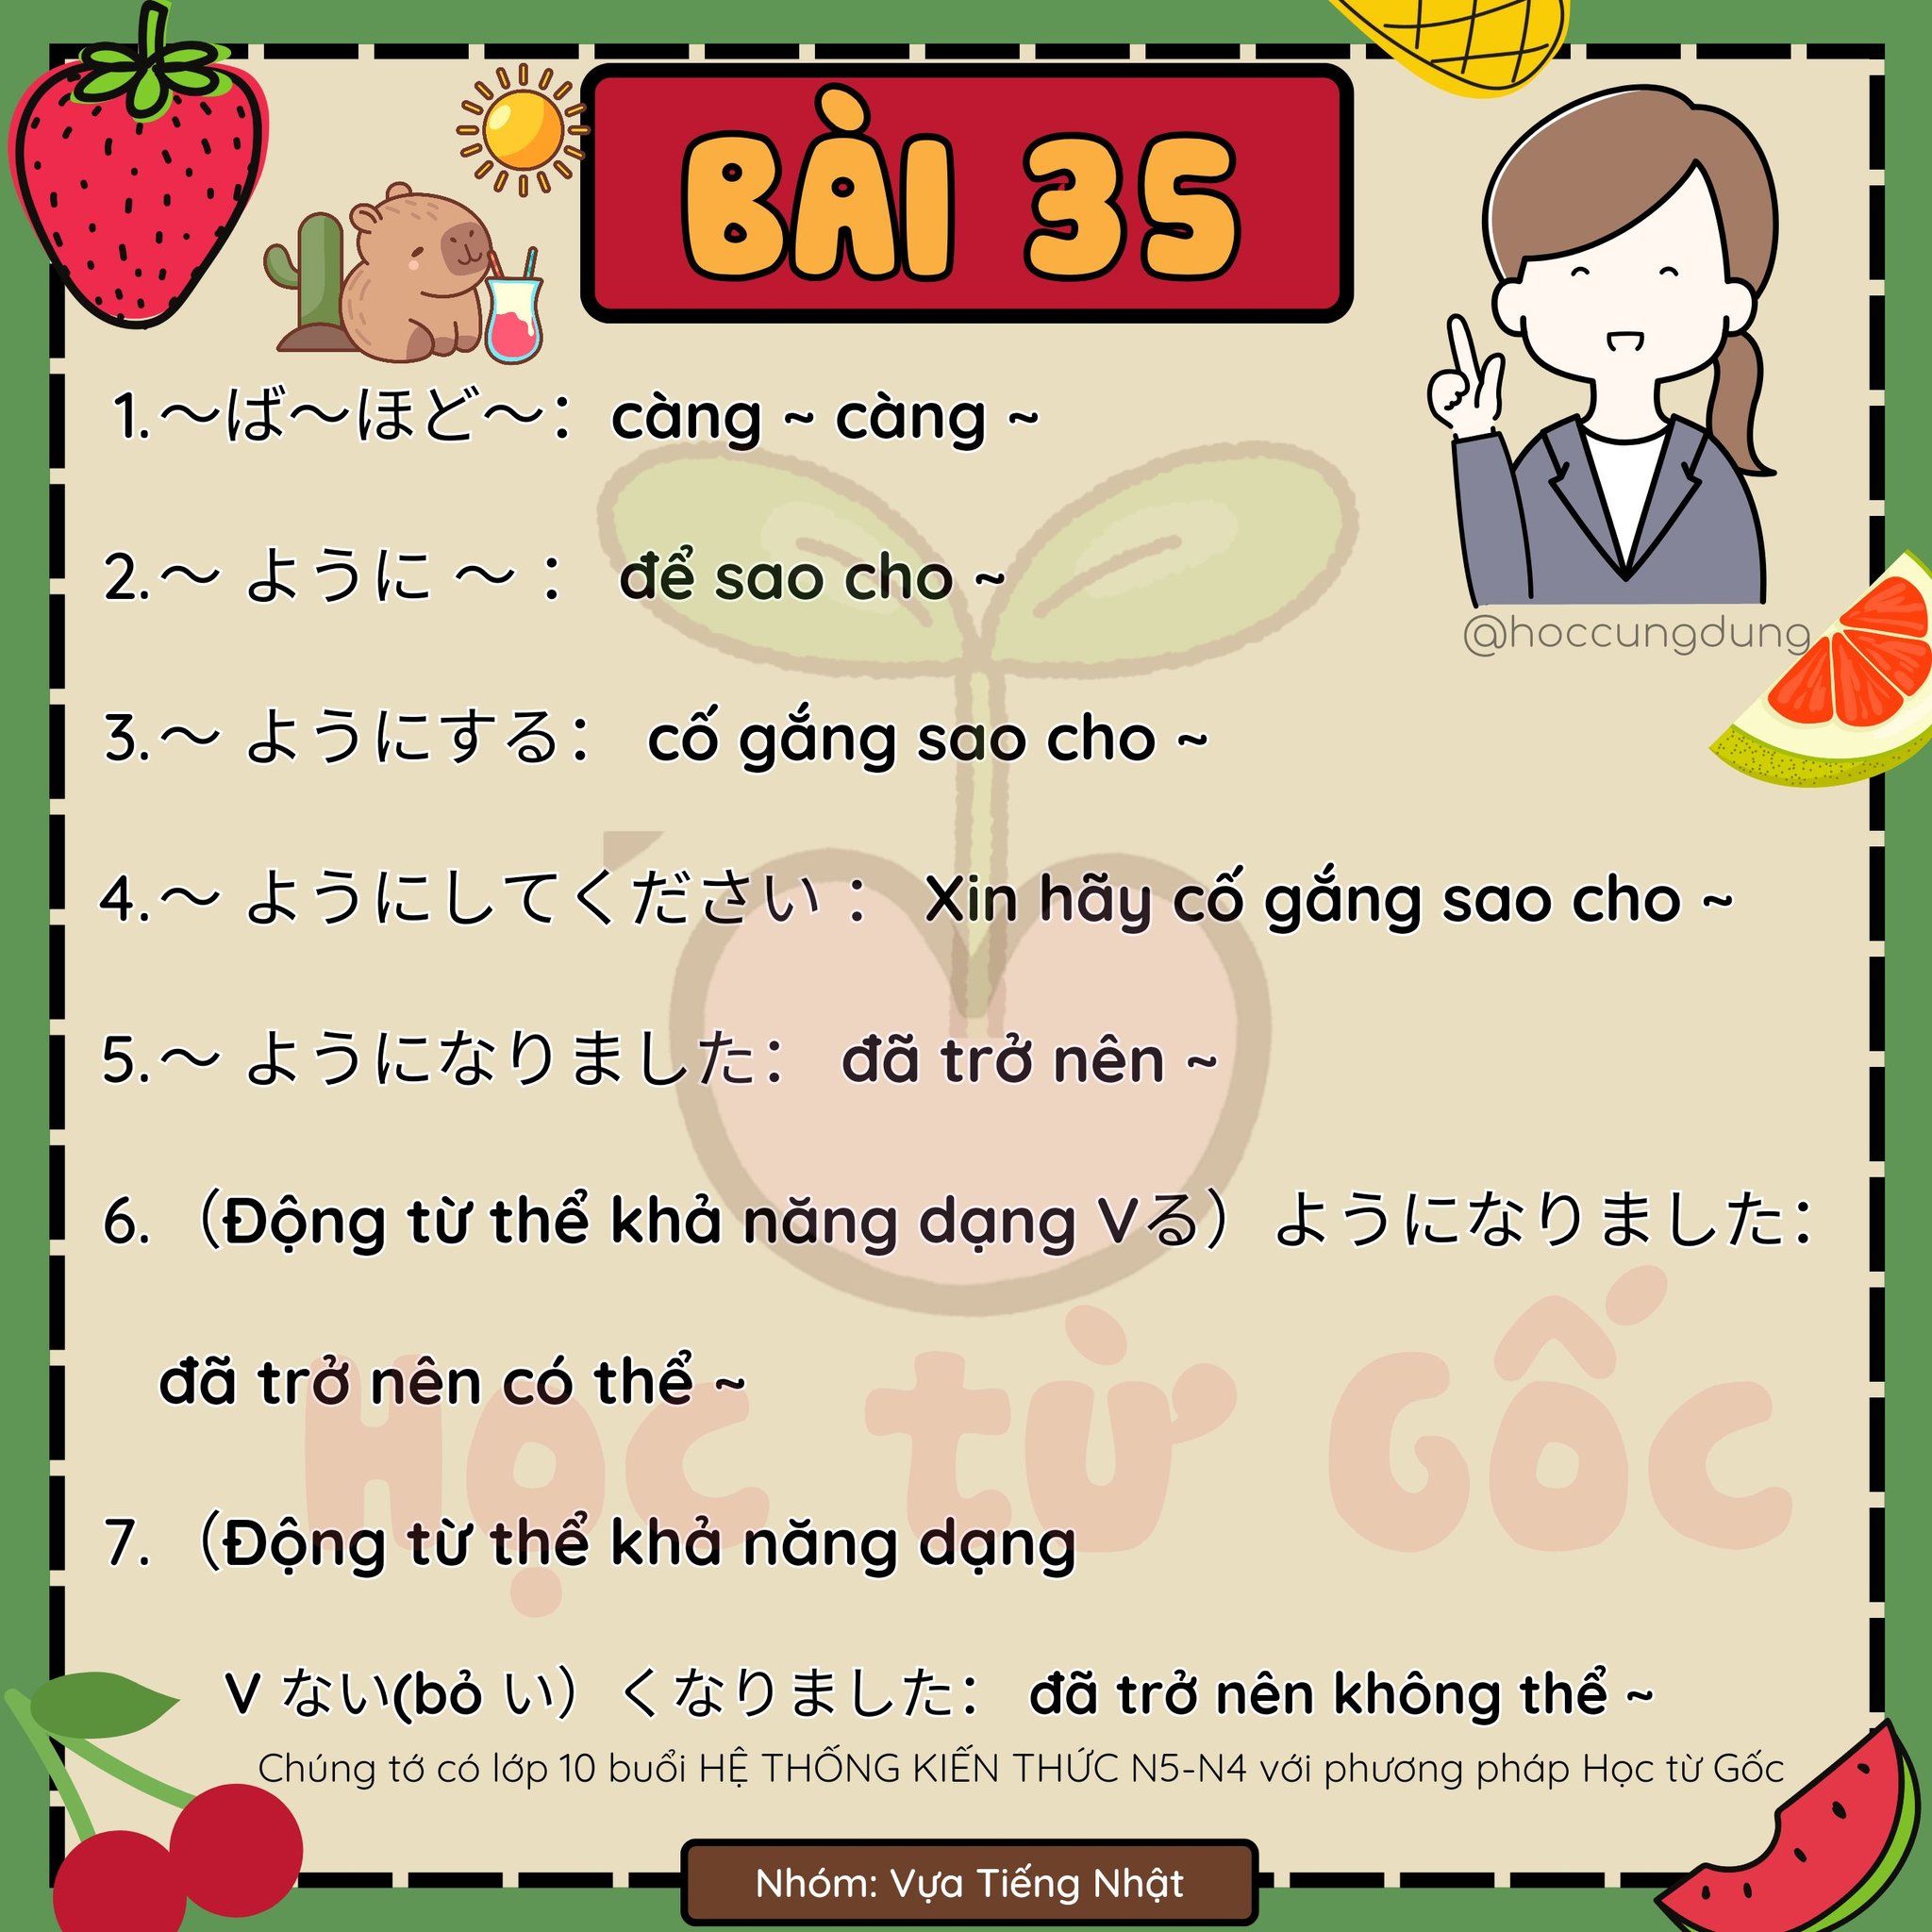 BÀI 35
1.～ば～ほど～： càng ~ càng ~
2.～ ように ～ ： để sao cho ~
@hoccungdung
3.～ ようにする： cố gắng sao cho ~
4.～ ようにしてください ： Xin hãy cố gắng sao cho ~
5.～ ようになりました： đã trở nên ~
6. （Động từ thể khả năng dạng Vる） ようになりました：
đã trở nên có thể ~
Học từ Gốc
7. （Động từ thể khả năng dạng
V ない(bỏ い） くなりました： đã trở nên không thể ~
Chúng tớ có lớp 10 buổi HỆ THỐNG KIẾN THỨC N5-N4 với phương pháp Học từ Gốc
Nhóm: Vựa Tiếng Nhật